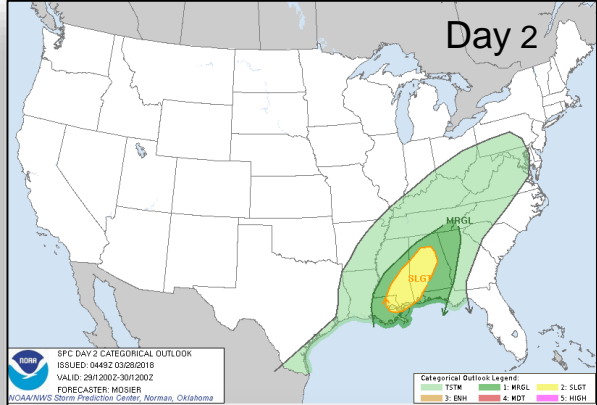 Day 2
MRGL
SLGT
NOAA
SPC DAY 2 CATEGORICAL OUTLOOK
ISSUED: 0449Z 03/28/2018
VALID: 29/1200Z-30/1200Z
FORECASTER: MOSIER
NOAA/NWS Storm Prediction Center, Norman, Oklahoma
Categorical Outlook Legend:
TSTM 1: MRGL 2: SLGT
3: ENH 4: MDT 5: HIGH